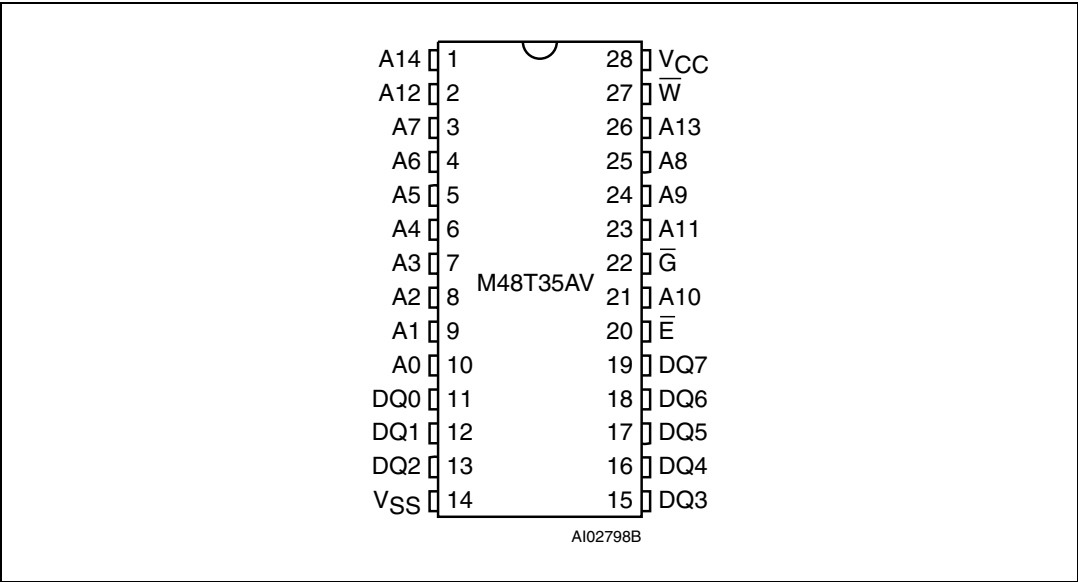 A14 1 28 VCC
A12 2 27 W̅
A7 3 26 A13
A6 4 25 A8
A5 5 24 A9
A4 6 23 A11
A3 7 22 G̅
M48T35AV
A2 8 21 A10
A1 9 20 E̅
A0 10 19 DQ7
DQ0 11 18 DQ6
DQ1 12 17 DQ5
DQ2 13 16 DQ4
VSS 14 15 DQ3
AI02798B